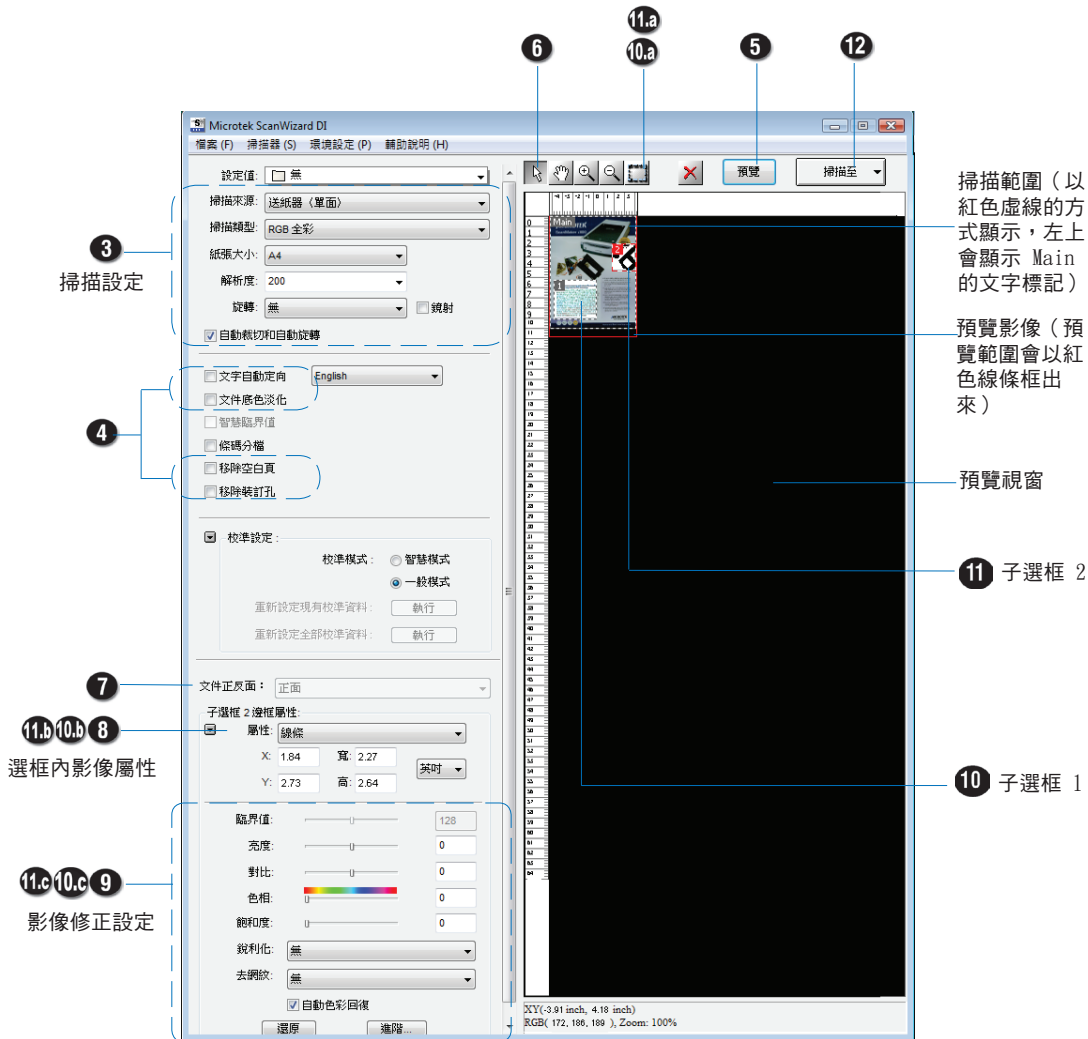 11.a
6
10.a
5
12
Microtek ScanWizard DI
檔案 (F) 掃描器 (S) 環境設定 (P) 輔助說明 (H)
設定值: 無
預覽
掃描至
掃描來源: 送紙器（單面）
掃描類型: RGB 全彩
紙張大小: A4
解析度: 200
旋轉: 無
鏡射
自動裁切和自動旋轉
3
掃描設定
文字自動定向
English
文件底色淡化
智慧臨界值
條碼分檔
移除空白頁
移除裝訂孔
4
校準設定 :
校準模式 :
智慧模式
一般模式
重新設定現有校準資料 : 執行
重新設定全部校準資料 : 執行
7
文件正反面 : 正面
子選框 2 邊框屬性:
11.b 10.b 8
選框內影像屬性
屬性: 線條
X: 1.84 寬: 2.27
英吋
Y: 2.73 高: 2.64
臨界值: 128
亮度: 0
對比: 0
色相: 0
飽和度: 0
銳利化: 無
去網紋: 無
自動色彩回復
還原
進階...
11.c 10.c 9
影像修正設定
Main
2
1
掃描範圍（以
紅色虛線的方
式顯示，左上
會顯示 Main
的文字標記）
預覽影像（預
覽範圍會以紅
色線條框出
來）
預覽視窗
11 子選框 2
10 子選框 1
XY(-3.91 inch, 4.18 inch)
RGB( 172, 186, 189 ), Zoom: 100%